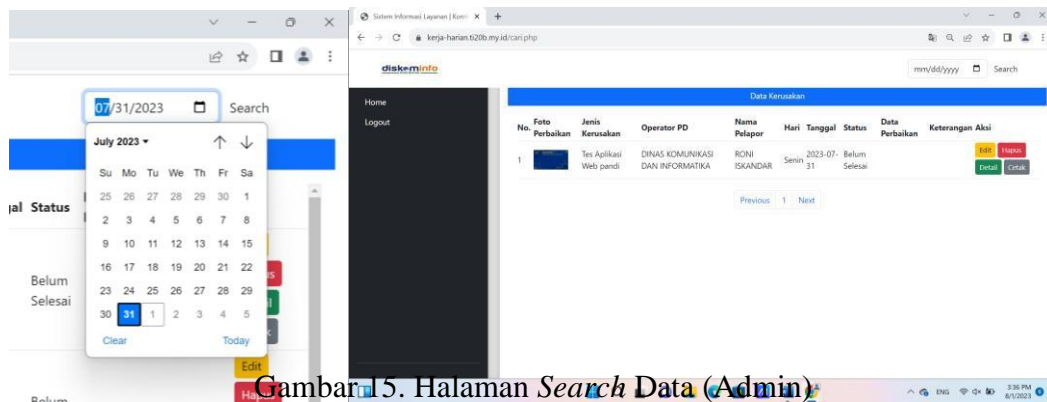 07/31/2023
Search
July 2023
Su Mo Tu We Th Fr Sa
25 26 27 28 29 30 1
2 3 4 5 6 7 8
9 10 11 12 13 14 15
16 17 18 19 20 21 22
23 24 25 26 27 28 29
30 31 1 2 3 4 5
Clear Today
Status
Belum
Selesai
Edit
Belum
Sistem Informasi Layanan | Komi
kerja-harian.ti20b.my.id/cari.php
diskominfo
mm/dd/yyyy Search
Home
Logout
Data Kerusakan
No. Foto Perbaikan Jenis Kerusakan Operator PD Nama Pelapor Hari Tanggal Status Data Perbaikan Keterangan Aksi
1 Tes Aplikasi Web pandi DINAS KOMUNIKASI DAN INFORMATIKA RONI ISKANDAR Senin 2023-07-31 Belum Selesai Edit Hapus Detail Cetak
Previous 1 Next
ENG 3:36 PM
8/1/2023
Gambar 15. Halaman Search Data (Admin)